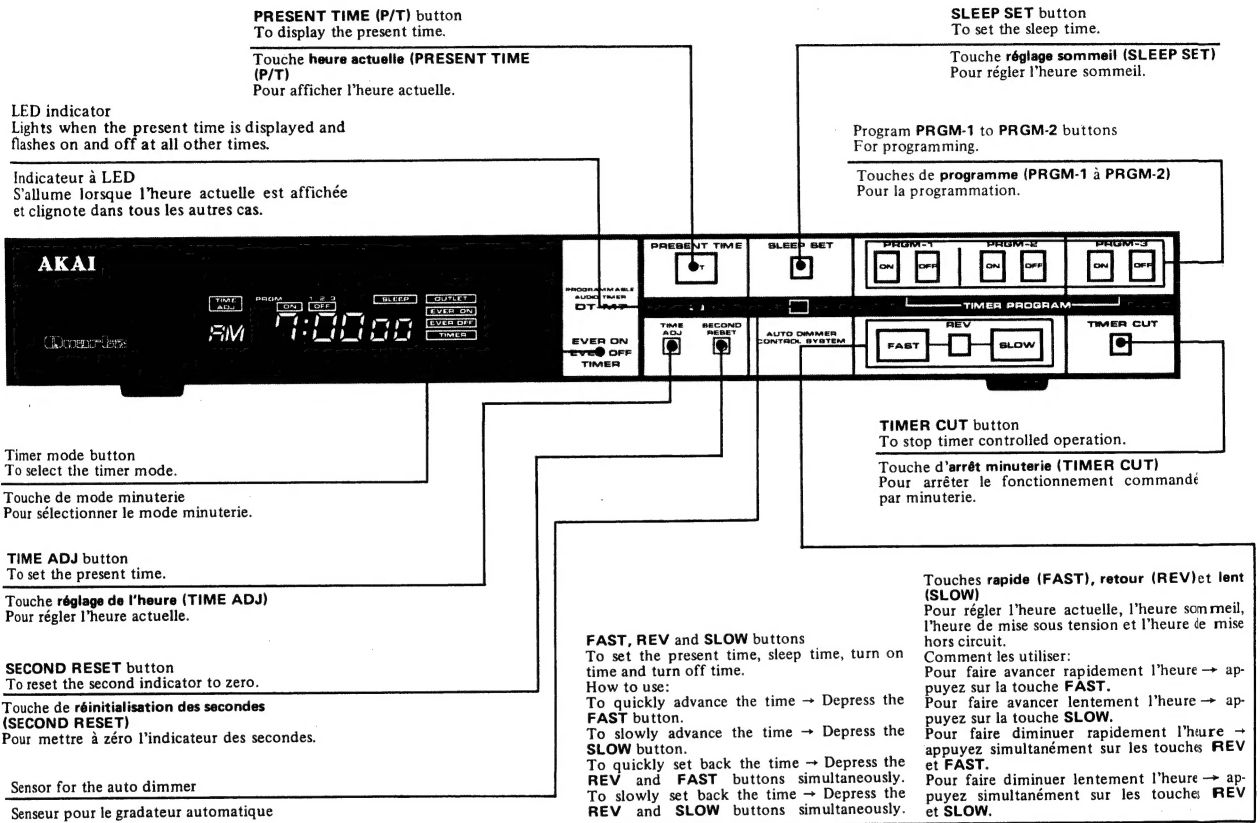 PRESENT TIME (P/T) button
To display the present time.
Touche heure actuelle (PRESENT TIME
(P/T)
Pour afficher l'heure actuelle.
SLEEP SET button
To set the sleep time.
Touche réglage sommeil (SLEEP SET)
Pour régler l'heure sommeil.
LED indicator
Lights when the present time is displayed and
flashes on and off at all other times.
Indicateur à LED
S'allume lorsque l'heure actuelle est affichée
et clignote dans tous les autres cas.
Program PRGM-1 to PRGM-2 buttons
For programming.
Touches de programme (PRGM-1 à PRGM-2)
Pour la programmation.
AKAI
TIME ADJ
PRGM 1 2 3
ON OFF
SLEEP
OUTLET
EVER ON
EVER OFF
TIMER
AM 7:00 00
PROGRAMMABLE
AUDIO TIMER
DT-M7
EVER ON
EVER OFF
TIMER
PRESENT TIME
SLEEP SET
PRGM-1 PRGM-2 PRGM-3
ON OFF ON OFF ON OFF
TIMER PROGRAM
TIME ADJ
SECOND RESET
AUTO DIMMER
CONTROL SYSTEM
REV
FAST SLOW
TIMER CUT
Timer mode button
To select the timer mode.
Touche de mode minuterie
Pour sélectionner le mode minuterie.
TIMER CUT button
To stop timer controlled operation.
Touche d'arrêt minuterie (TIMER CUT)
Pour arrêter le fonctionnement commandé
par minuterie.
TIME ADJ button
To set the present time.
Touche réglage de l'heure (TIME ADJ)
Pour régler l'heure actuelle.
SECOND RESET button
To reset the second indicator to zero.
Touche de réinitialisation des secondes
(SECOND RESET)
Pour mettre à zéro l'indicateur des secondes.
Sensor for the auto dimmer
Senseur pour le gradateur automatique
FAST, REV and SLOW buttons
To set the present time, sleep time, turn on
time and turn off time.
How to use:
To quickly advance the time → Depress the
FAST button.
To slowly advance the time → Depress the
SLOW button.
To quickly set back the time → Depress the
REV and FAST buttons simultaneously.
To slowly set back the time → Depress the
REV and SLOW buttons simultaneously.
Touches rapide (FAST), retour (REV) et lent
(SLOW)
Pour régler l'heure actuelle, l'heure sommeil,
l'heure de mise sous tension et l'heure de mise
hors circuit.
Comment les utiliser:
Pour faire avancer rapidement l'heure → ap-
puyez sur la touche FAST.
Pour faire avancer lentement l'heure → ap-
puyez sur la touche SLOW.
Pour faire diminuer rapidement l'heure →
appuyez simultanément sur les touches REV
et FAST.
Pour faire diminuer lentement l'heure → ap-
puyez simultanément sur les touches REV
et SLOW.